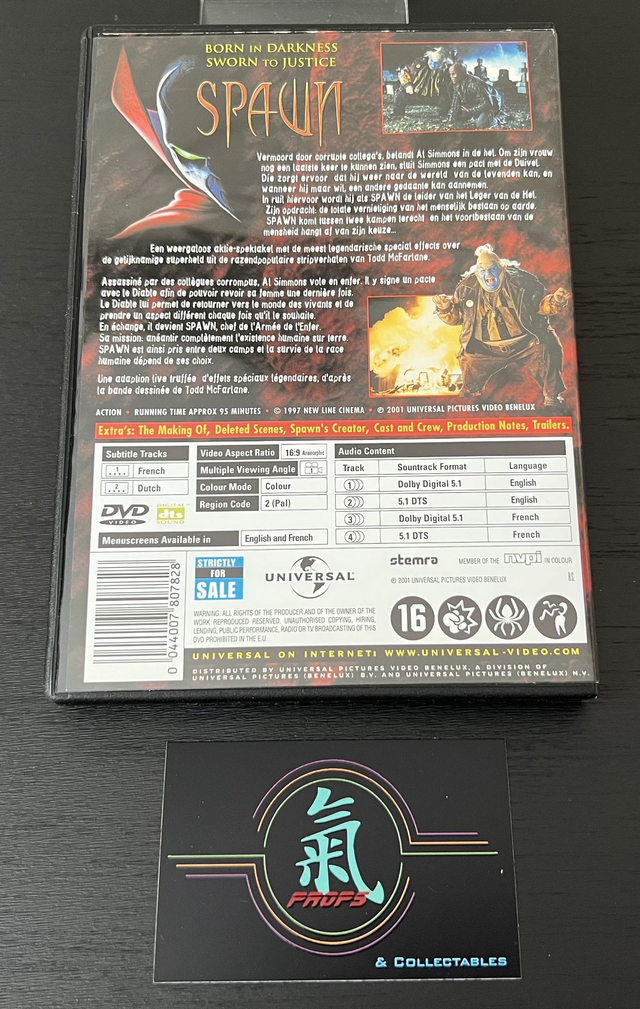 BORN IN DARKNESS
SWORN TO JUSTICE
SPAWN
Vermoord door corrupte collega's, belandt Al Simmons in de hel. Om zijn vrouw
nog een laatste keer te kunnen zien, sluit Simmons een pact met de Duivel.
Die zorgt ervoor dat hij weer naar de wereld van de levenden kan, en
wanneer hij maar wil, een andere gedaante kan aannemen.
In ruil hiervoor word hij als SPAWN de leider van het Leger van de Hel.
Zijn opdracht: de totale vernietiging van het menselijk bestaan op aarde.
SPAWN komt tussen twee kampen terecht en het voortbestaan van de
mensheid hangt af van zijn keuze...
Een weergaloos aktie-spektakel met de meest legendarische special effects over
de gelijknamige superheld uit de razendpopulaire stripverhalen van Todd McFarlane.
Assassiné par des collègues corrompus, Al Simmons vole en enfer. Il y signe un pacte
avec le Diable afin de pouvoir revoir sa femme une dernière fois.
Le Diable lui permet de retourner vers le monde des vivants et de
prendre un aspect différent chaque fois qu'il le souhaite.
En échange, il devient SPAWN, chef de l'Armée de l'Enfer.
Sa mission: anéantir complètement l'existence humaine sur terre.
SPAWN est ainsi pris entre deux camps et la survie de la race
humaine dépend de ses choix.
Une adaption live truffée d'effets spéciaux légendaires, d'après
la bande dessinée de Todd McFarlane.
ACTION • RUNNING TIME APPROX 95 MINUTES • © 1997 NEW LINE CINEMA • ℗ 2001 UNIVERSAL PICTURES VIDEO BENELUX
Extra's: The Making Of, Deleted Scenes, Spawn's Creator, Cast and Crew, Production Notes, Trailers.
Subtitle Tracks
1 French
2 Dutch
DVD VIDEO
DIGITAL dts SOUND
Menuscreens Available in English and French
Video Aspect Ratio 16:9 Anamorphic
Multiple Viewing Angle 1
Colour Mode Colour
Region Code 2 (Pal)
Audio Content
Track Sountrack Format Language
1 Dolby Digital 5.1 English
2 5.1 DTS English
3 Dolby Digital 5.1 French
4 5.1 DTS French
0 044007 807828
STRICTLY FOR SALE
UNIVERSAL
stemra MEMBER OF THE nvpi IN COLOUR
© 2001 UNIVERSAL PICTURES VIDEO BENELUX
WARNING: ALL RIGHTS OF THE PRODUCER AND OF THE OWNER OF THE
WORK REPRODUCED RESERVED. UNAUTHORISED COPYING, HIRING,
LENDING, PUBLIC PERFORMANCE, RADIO OR TV BROADCASTING OF THIS
DVD PROHIBITED IN THE E.U.
16
UNIVERSAL ON INTERNET: WWW.UNIVERSAL-VIDEO.COM
DISTRIBUTED BY UNIVERSAL PICTURES VIDEO BENELUX, A DIVISION OF
UNIVERSAL PICTURES (BENELUX) B.V. AND UNIVERSAL PICTURES (BENELUX) N.V.
氣
PROPS
& COLLECTABLES